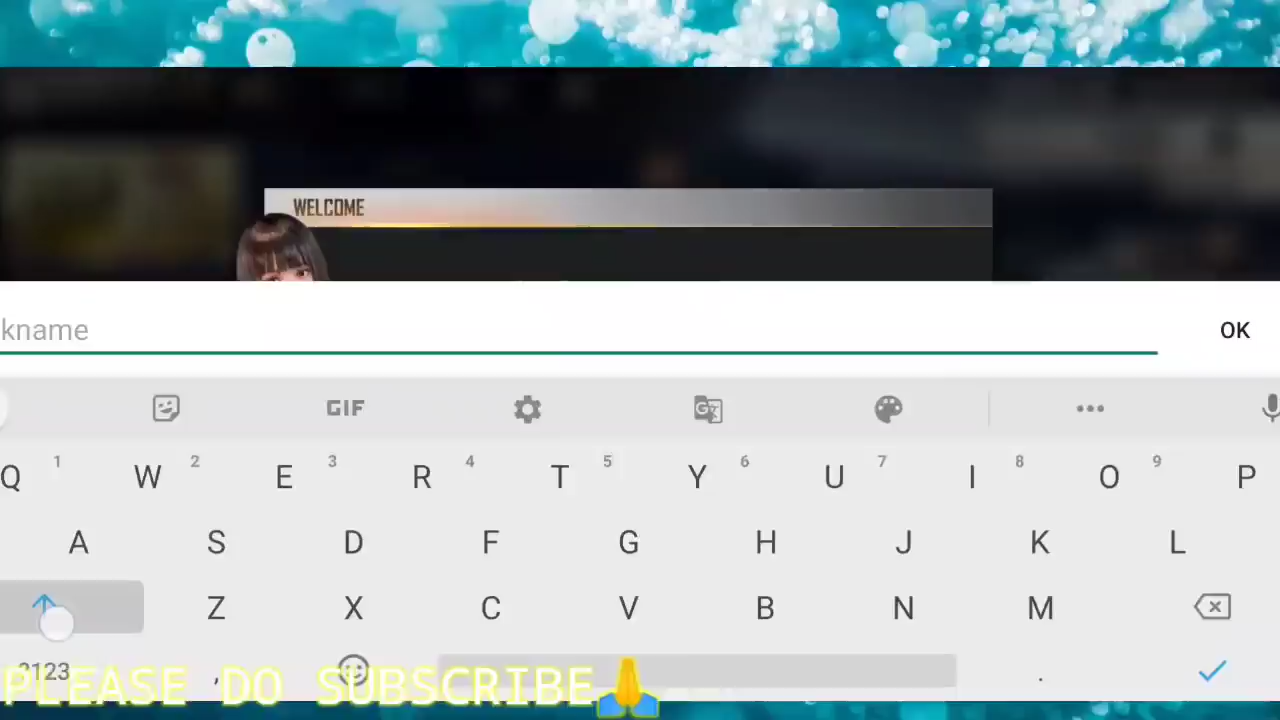 WELCOME
kname
OK
GIF
Q 1 W 2 E 3 R 4 T 5 Y 6 U 7 I 8 O 9 P
A S D F G H J K L
Z X C V B N M
?123 , .
PLEASE DO SUBSCRIBE🙏